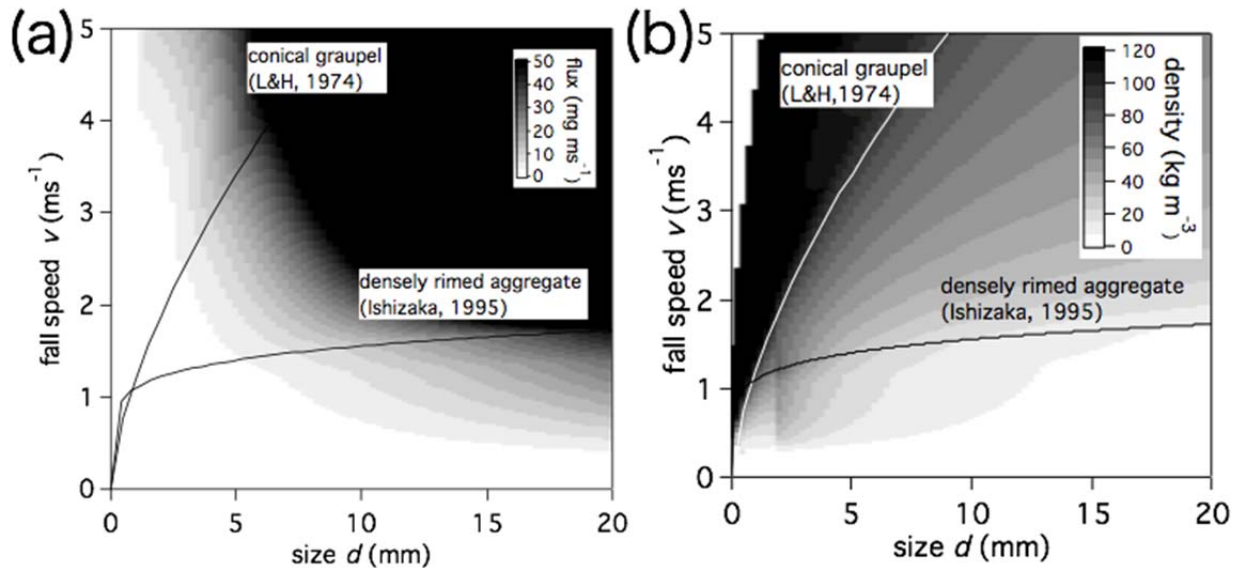 (a)
conical graupel
(L&H, 1974)
50
40
30
20
10
0
flux (mg ms⁻¹)
densely rimed aggregate
(Ishizaka, 1995)
5
4
3
2
1
0
fall speed v (ms⁻¹)
0 5 10 15 20
size d (mm)
(b)
conical graupel
(L&H,1974)
120
100
80
60
40
20
0
density (kg m⁻³)
densely rimed aggregate
(Ishizaka, 1995)
5
4
3
2
1
0
fall speed v (ms⁻¹)
0 5 10 15 20
size d (mm)